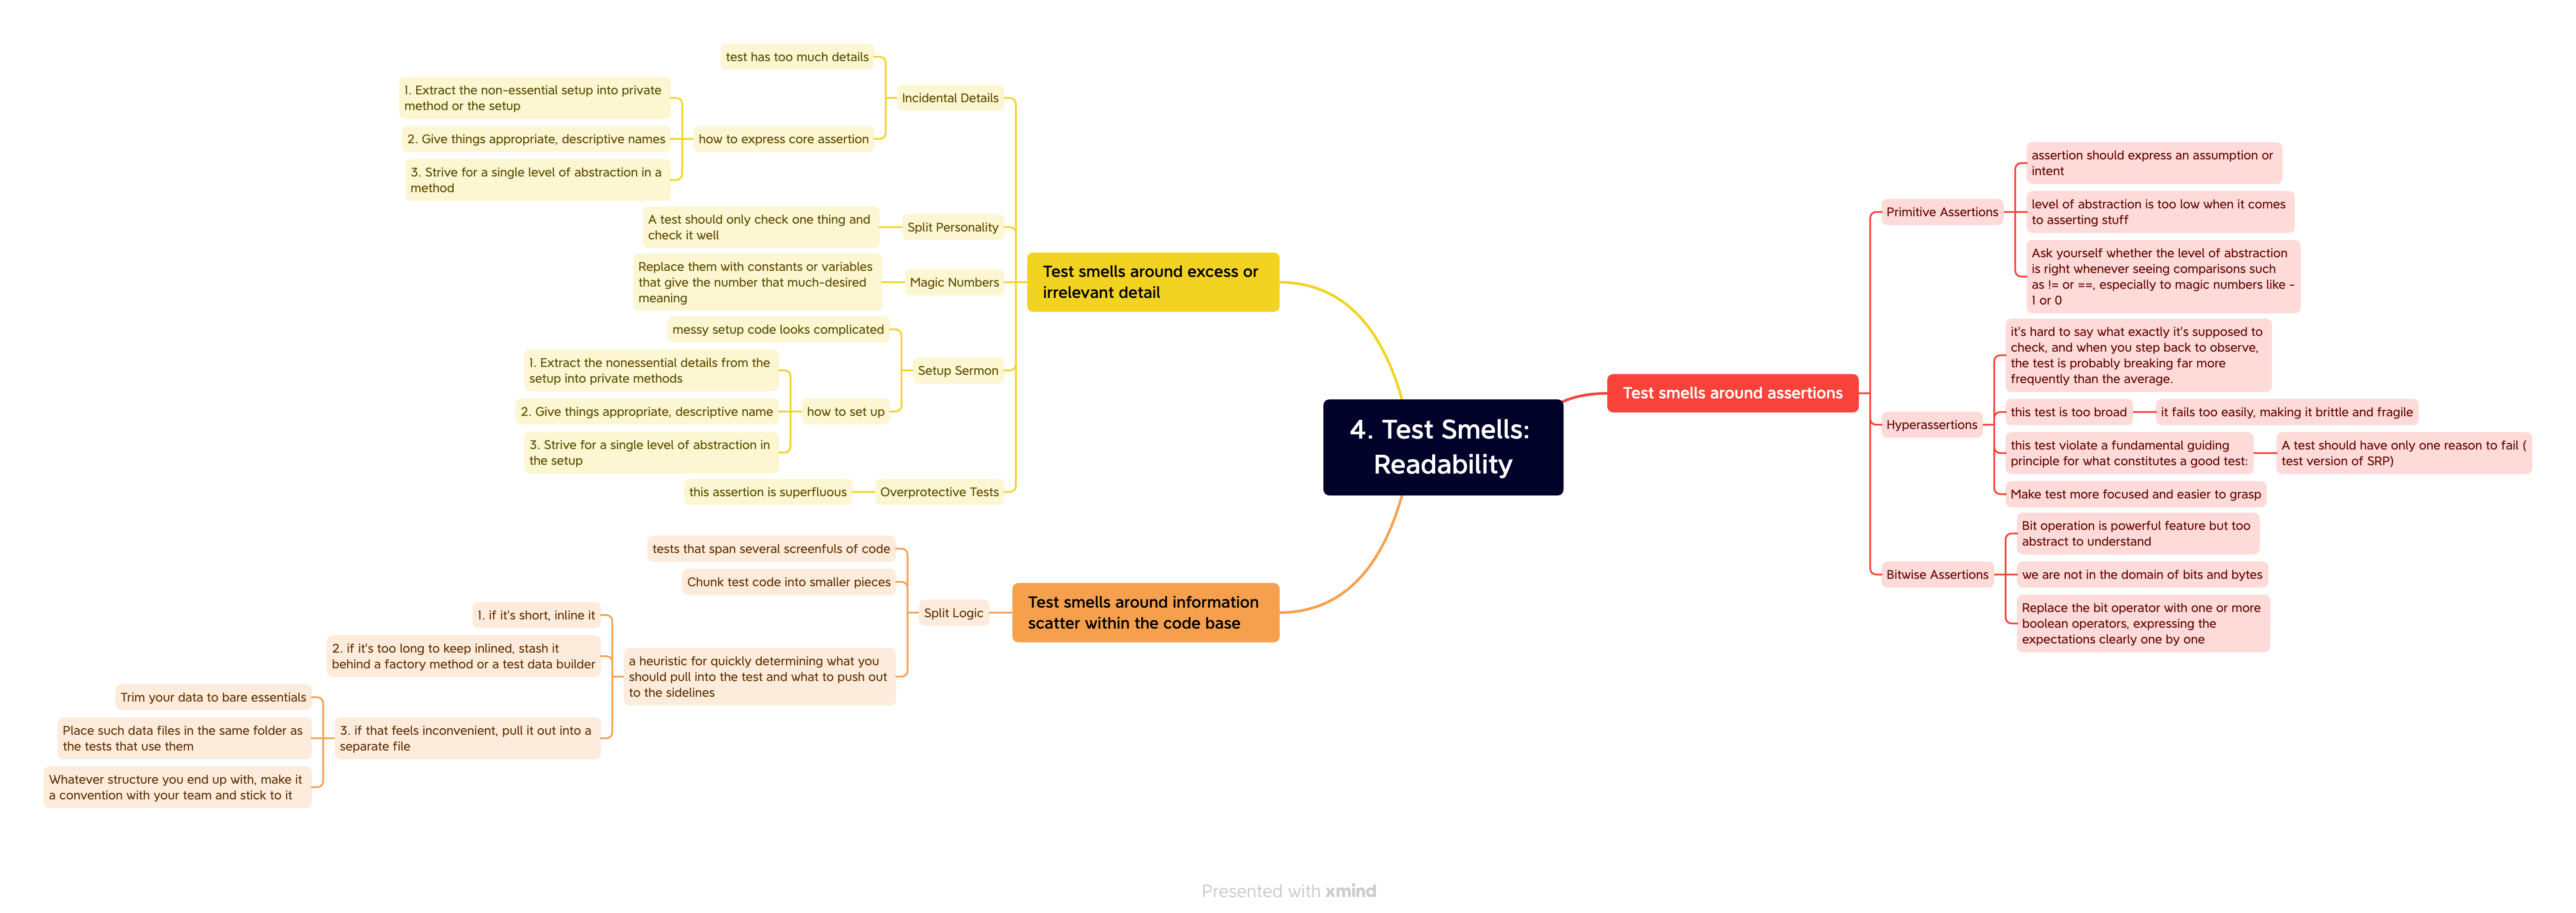 4. Test Smells:
Readability
Test smells around assertions
Primitive Assertions
assertion should express an assumption or
intent
level of abstraction is too low when it comes
to asserting stuff
Ask yourself whether the level of abstraction
is right whenever seeing comparisons such
as != or ==, especially to magic numbers like -
1 or 0
Hyperassertions
it's hard to say what exactly it's supposed to
check, and when you step back to observe,
the test is probably breaking far more
frequently than the average.
this test is too broad
it fails too easily, making it brittle and fragile
this test violate a fundamental guiding
principle for what constitutes a good test:
A test should have only one reason to fail (
test version of SRP)
Make test more focused and easier to grasp
Bitwise Assertions
Bit operation is powerful feature but too
abstract to understand
we are not in the domain of bits and bytes
Replace the bit operator with one or more
boolean operators, expressing the
expectations clearly one by one
Test smells around information
scatter within the code base
Split Logic
tests that span several screenfuls of code
Chunk test code into smaller pieces
a heuristic for quickly determining what you
should pull into the test and what to push out
to the sidelines
1. if it's short, inline it
2. if it's too long to keep inlined, stash it
behind a factory method or a test data builder
3. if that feels inconvenient, pull it out into a
separate file
Trim your data to bare essentials
Place such data files in the same folder as
the tests that use them
Whatever structure you end up with, make it
a convention with your team and stick to it
Test smells around excess or
irrelevant detail
Incidental Details
test has too much details
how to express core assertion
1. Extract the non-essential setup into private
method or the setup
2. Give things appropriate, descriptive names
3. Strive for a single level of abstraction in a
method
Split Personality
A test should only check one thing and
check it well
Magic Numbers
Replace them with constants or variables
that give the number that much-desired
meaning
Setup Sermon
messy setup code looks complicated
how to set up
1. Extract the nonessential details from the
setup into private methods
2. Give things appropriate, descriptive name
3. Strive for a single level of abstraction in
the setup
Overprotective Tests
this assertion is superfluous
Presented with xmind